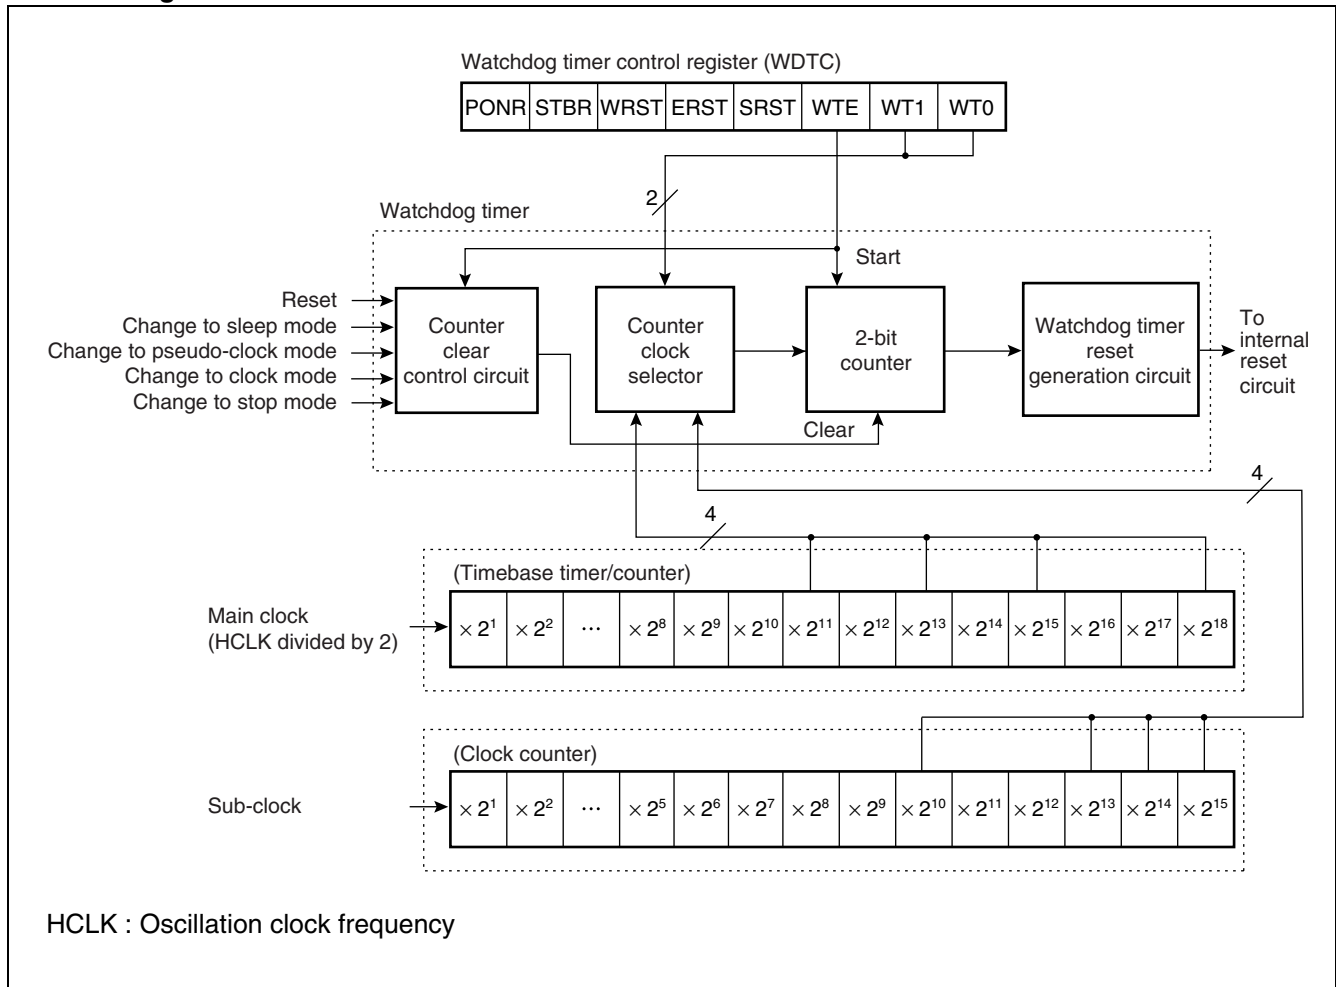 Watchdog timer control register (WDTC)
PONR STBR WRST ERST SRST WTE WT1 WT0
2
Watchdog timer
Start
Reset
Change to sleep mode
Change to pseudo-clock mode
Change to clock mode
Change to stop mode
Counter
clear
control circuit
Counter
clock
selector
2-bit
counter
Watchdog timer
reset
generation circuit
To
internal
reset
circuit
Clear
4
4
(Timebase timer/counter)
Main clock
(HCLK divided by 2)
× 2¹ × 2² ... × 2⁸ × 2⁹ × 2¹⁰ × 2¹¹ × 2¹² × 2¹³ × 2¹⁴ × 2¹⁵ × 2¹⁶ × 2¹⁷ × 2¹⁸
(Clock counter)
Sub-clock
× 2¹ × 2² ... × 2⁵ × 2⁶ × 2⁷ × 2⁸ × 2⁹ × 2¹⁰ × 2¹¹ × 2¹² × 2¹³ × 2¹⁴ × 2¹⁵
HCLK : Oscillation clock frequency